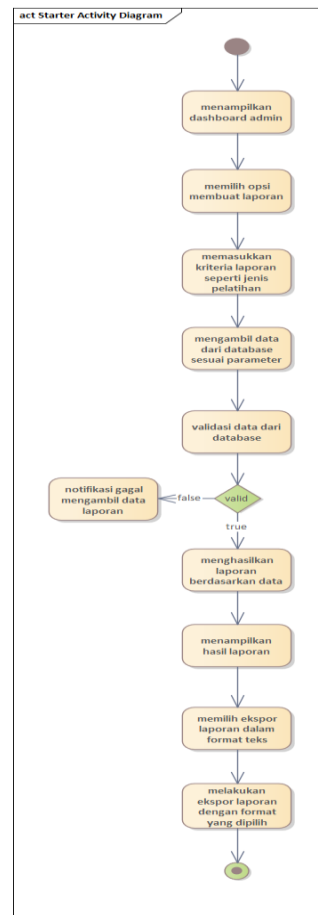 act Starter Activity Diagram
menampilkan
dashboard admin
memilih opsi
membuat laporan
memasukkan
kriteria laporan
seperti jenis
pelatihan
mengambil data
dari database
sesuai parameter
validasi data dari
database
notifikasi gagal
mengambil data
laporan
false
valid
true
menghasilkan
laporan
berdasarkan data
menampilkan
hasil laporan
memilih ekspor
laporan dalam
format teks
melakukan
ekspor laporan
dengan format
yang dipilih